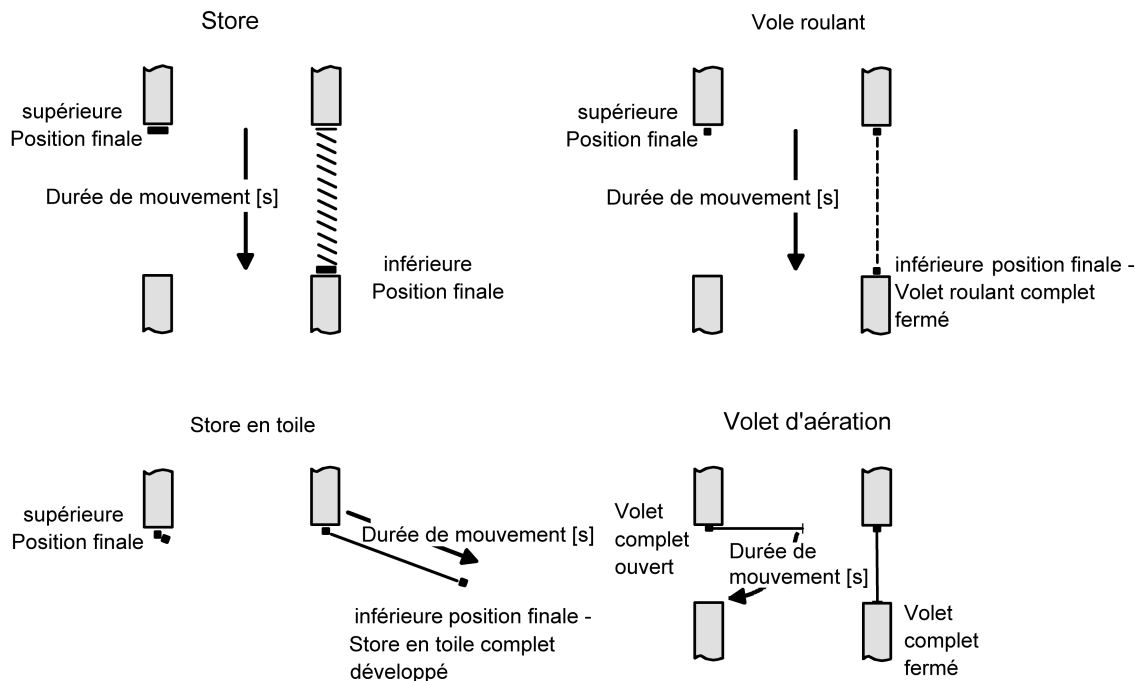 Store
supérieure
Position finale
Durée de mouvement [s]
inférieure
Position finale
Vole roulant
supérieure
Position finale
Durée de mouvement [s]
inférieure position finale -
Volet roulant complet
fermé
Store en toile
supérieure
Position finale
Durée de mouvement [s]
inférieure position finale -
Store en toile complet
développé
Volet d'aération
Volet
complet
ouvert
Durée de
mouvement [s]
Volet
complet
fermé